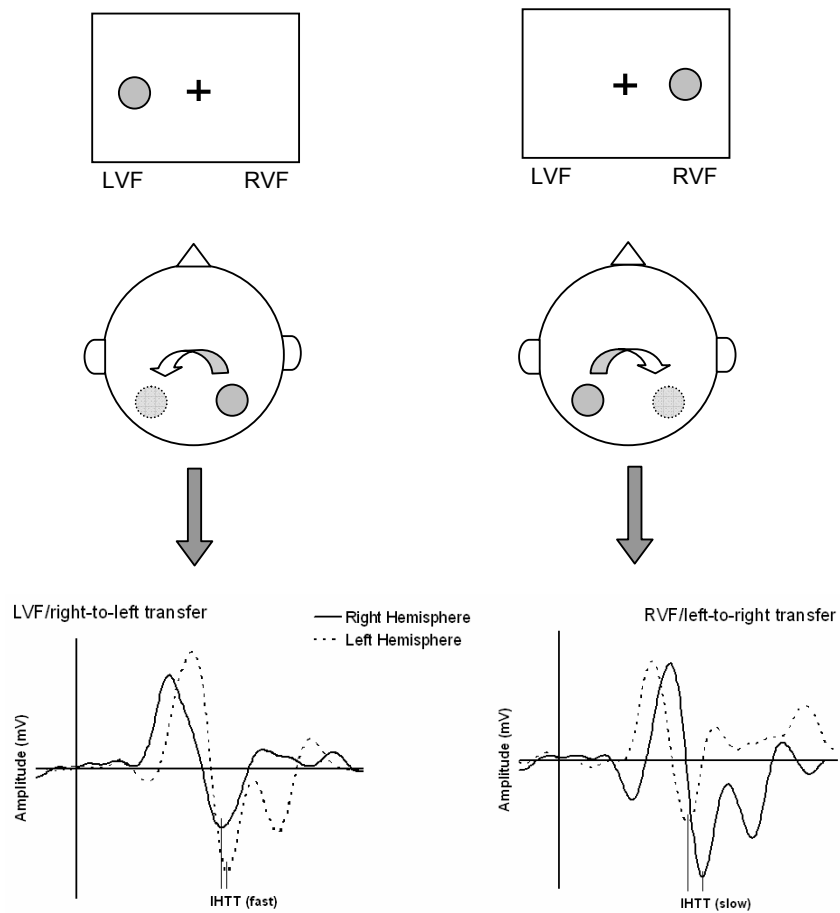 LVF RVF
LVF RVF
LVF/right-to-left transfer
Right Hemisphere
Left Hemisphere
RVF/left-to-right transfer
Amplitude (mV)
Amplitude (mV)
IHTT (fast)
IHTT (slow)